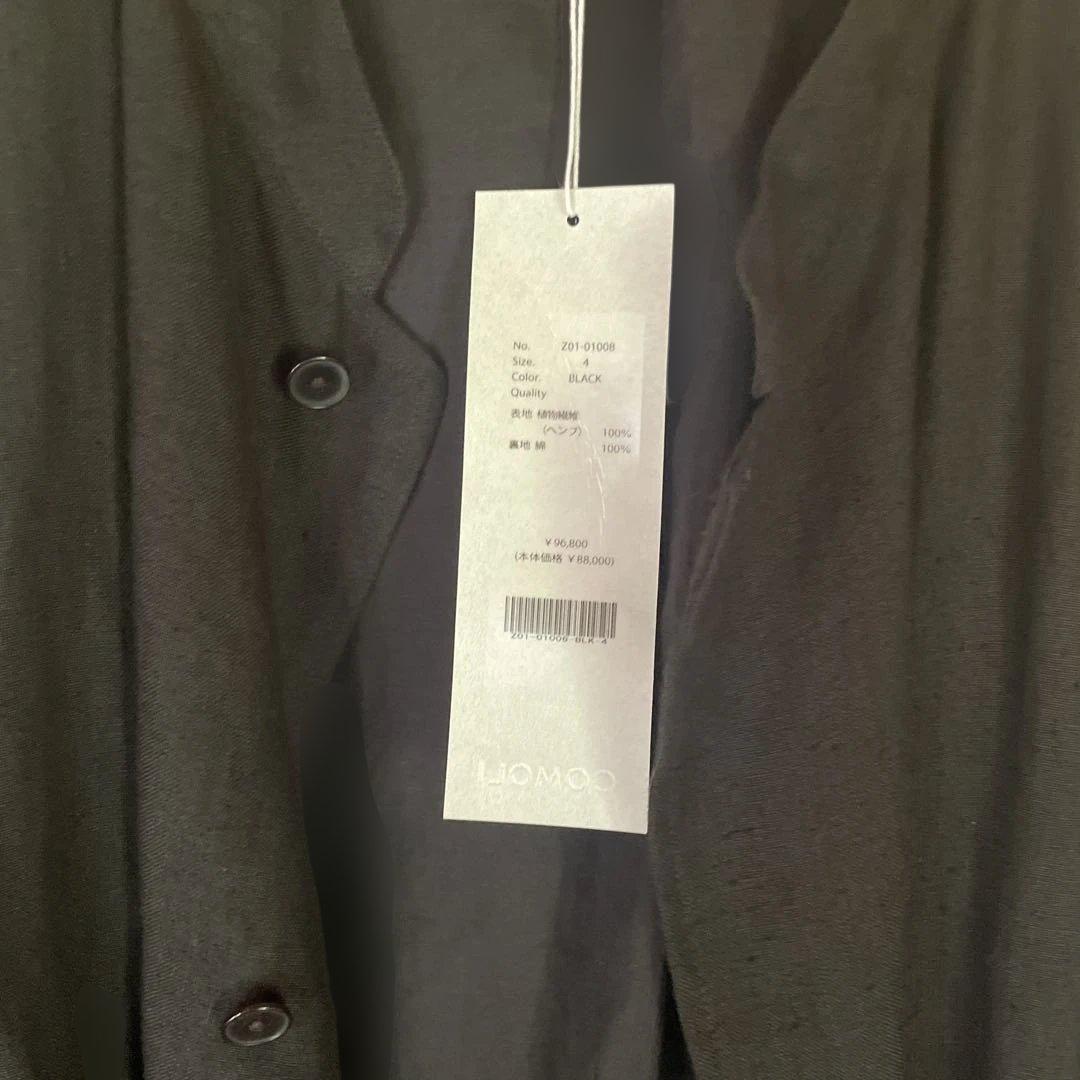 No. Z01-01008
Size. 4
Color. BLACK
Quality
表地 植物繊維
(ヘンプ) 100%
裏地 綿 100%
¥96,800
(本体価格 ¥88,000)
Z01-01008-BLK-4
COMOLI